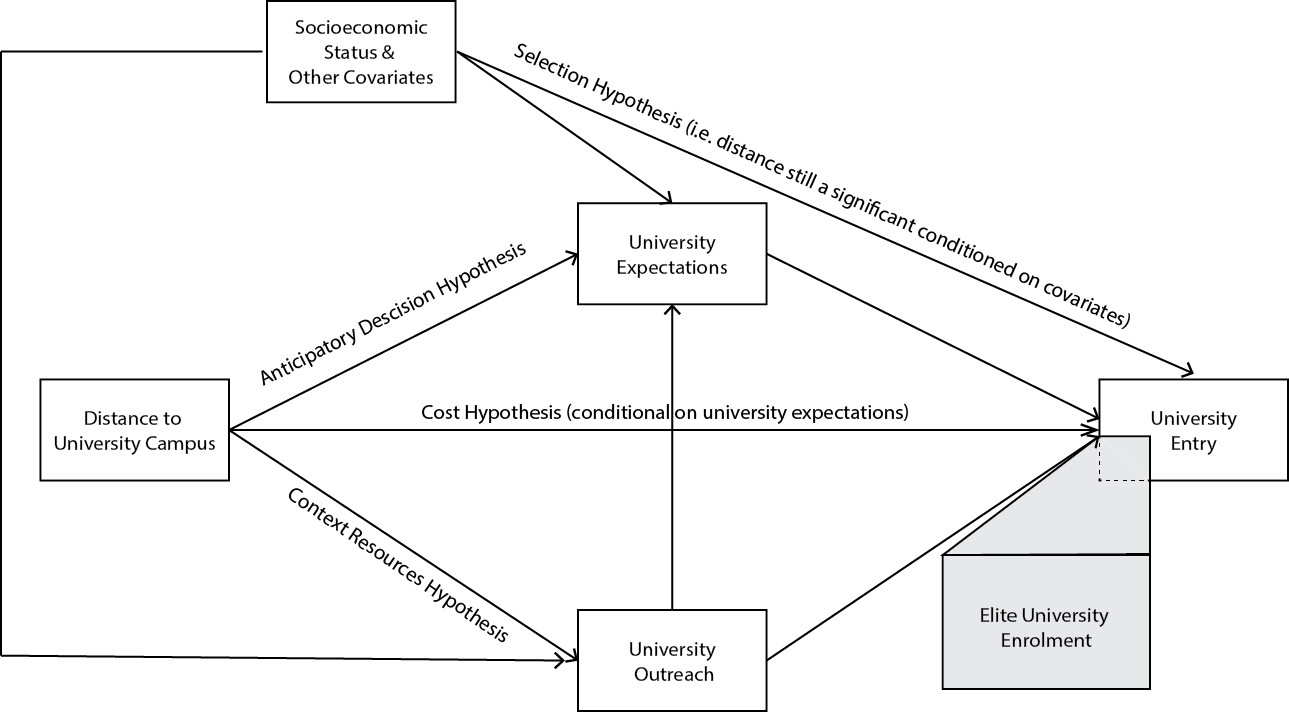 Socioeconomic
Status &
Other Covariates
Selection Hypothesis (i.e. distance still a significant conditioned on covariates)
University
Expectations
Anticipatory Descision Hypothesis
Distance to
University Campus
Cost Hypothesis (conditional on university expectations)
University
Entry
Context Resources Hypothesis
University
Outreach
Elite University
Enrolment